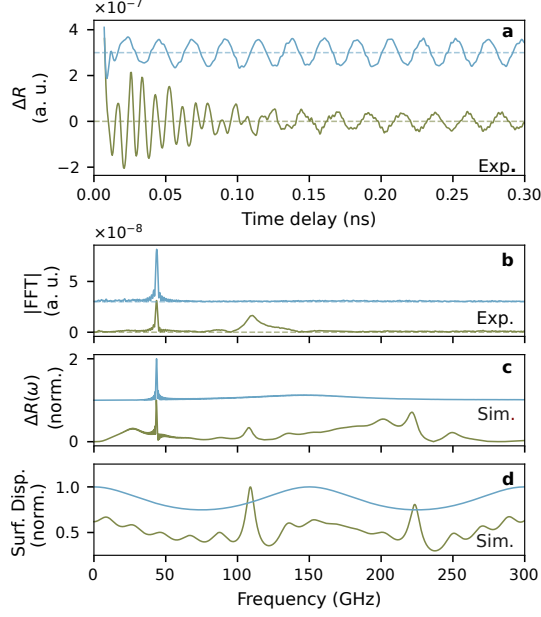 ×10⁻⁷
a
4
2
0
−2
ΔR
(a. u.)
Exp.
0.00 0.05 0.10 0.15 0.20 0.25 0.30
Time delay (ns)
×10⁻⁸
b
5
0
|FFT|
(a. u.)
Exp.
c
2
0
ΔR(ω)
(norm.)
Sim.
d
1.0
0.5
Surf. Disp.
(norm.)
Sim.
0 50 100 150 200 250 300
Frequency (GHz)